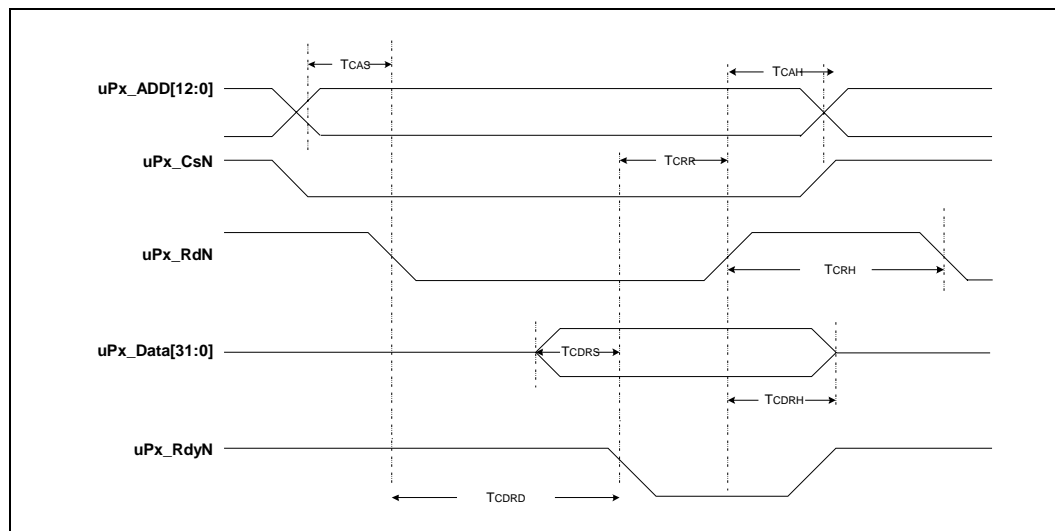 TCAS
TCAH
uPx_ADD[12:0]
uPx_CsN
TCRR
uPx_RdN
TCRH
uPx_Data[31:0]
TCDRS
TCDRH
uPx_RdyN
TCDRD